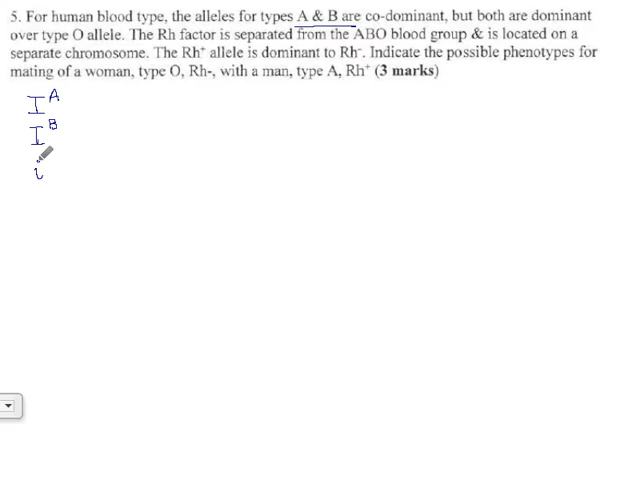 5. For human blood type, the alleles for types A & B are co-dominant, but both are dominant
over type O allele. The Rh factor is separated from the ABO blood group & is located on a
separate chromosome. The Rh⁺ allele is dominant to Rh⁻. Indicate the possible phenotypes for
mating of a woman, type O, Rh-, with a man, type A, Rh⁺ (3 marks)
I^A
I^B
i